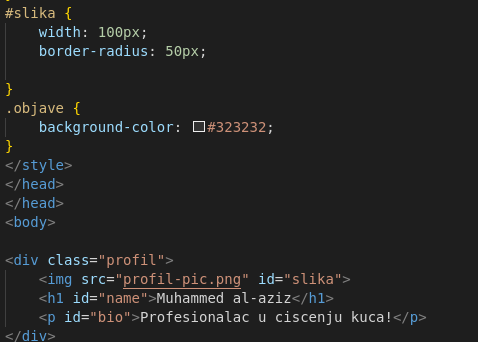 #slika {
    width: 100px;
    border-radius: 50px;
}
.objave {
    background-color: #323232;
}
</style>
</head>
</head>
<body>
<div class="profil">
    <img src="profil-pic.png" id="slika">
    <h1 id="name">Muhammed al-aziz</h1>
    <p id="bio">Profesionalac u ciscenju kuca!</p>
</div>